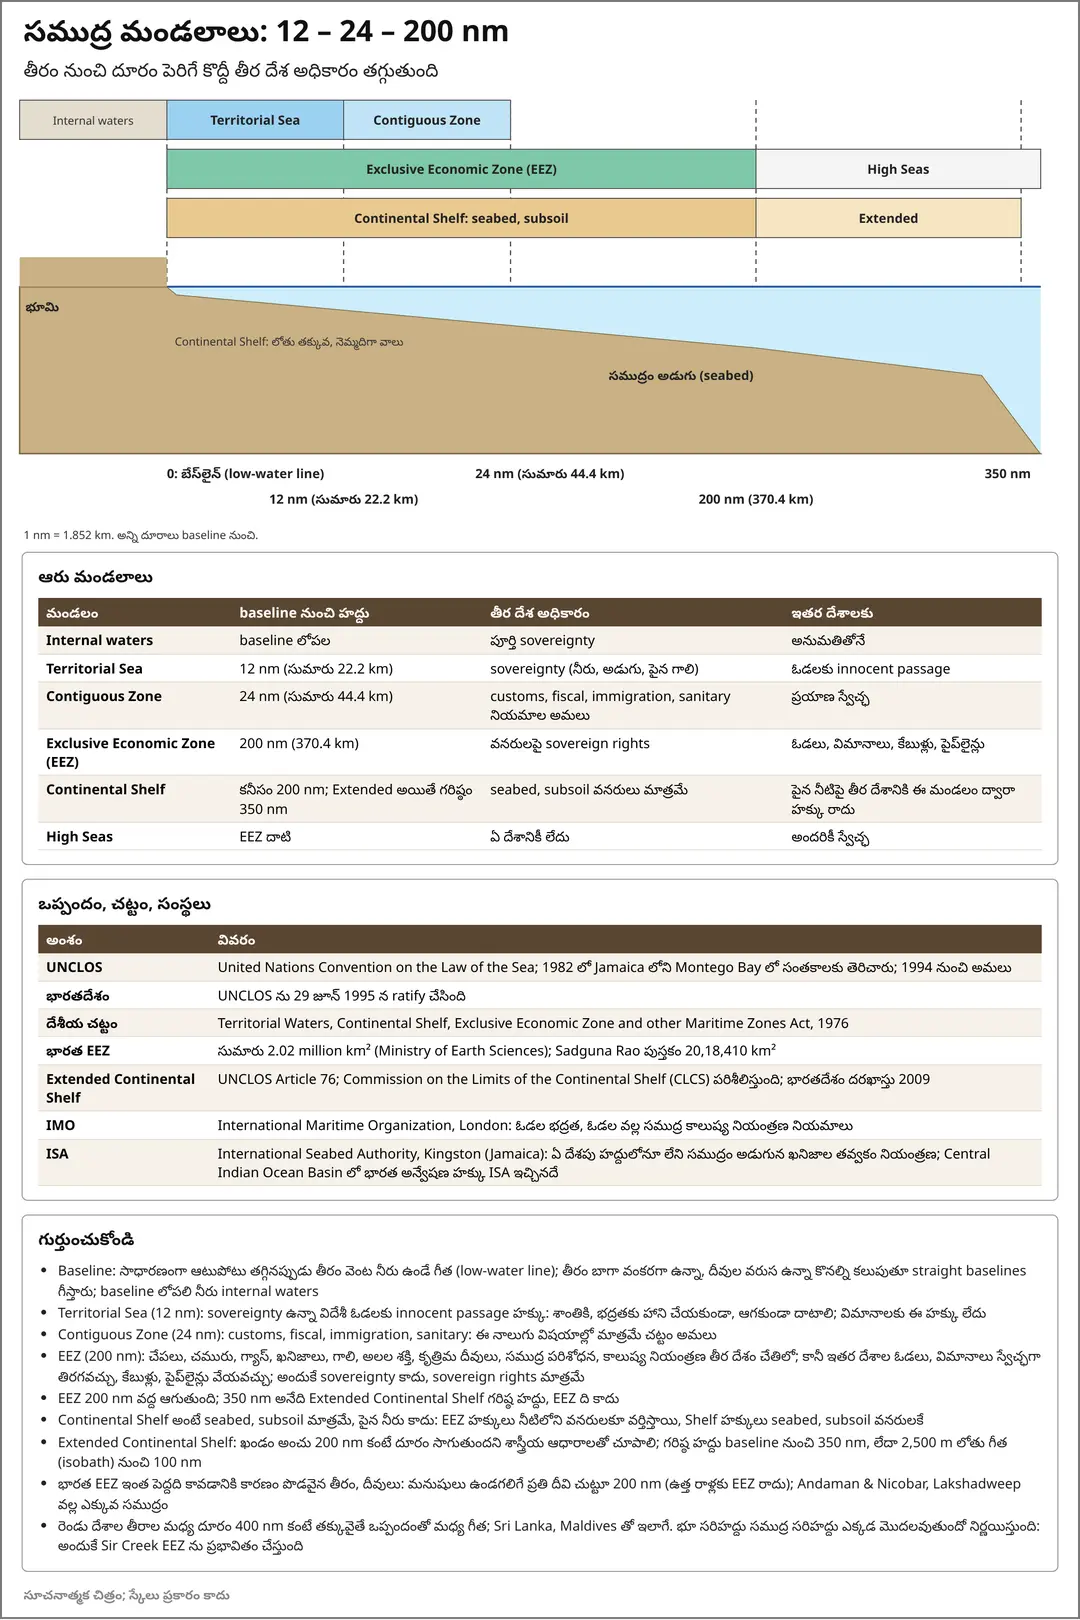 సముద్ర మండలాలు: 12 – 24 – 200 nm
తీరం నుంచి దూరం పెరిగే కొద్దీ తీర దేశ అధికారం తగ్గుతుంది
Internal waters
Territorial Sea
Contiguous Zone
Exclusive Economic Zone (EEZ)
High Seas
Continental Shelf: seabed, subsoil
Extended
భూమి
Continental Shelf: లోతు తక్కువ, నెమ్మదిగా వాలు
సముద్రం అడుగు (seabed)
0: బేస్‌లైన్ (low-water line)
24 nm (సుమారు 44.4 km)
350 nm
12 nm (సుమారు 22.2 km)
200 nm (370.4 km)
1 nm = 1.852 km. అన్ని దూరాలు baseline నుంచి.
ఆరు మండలాలు
మండలం baseline నుంచి హద్దు తీర దేశ అధికారం ఇతర దేశాలకు
Internal waters baseline లోపల పూర్తి sovereignty అనుమతితోనే
Territorial Sea 12 nm (సుమారు 22.2 km) sovereignty (నీరు, అడుగు, పైన గాలి) ఓడలకు innocent passage
Contiguous Zone 24 nm (సుమారు 44.4 km) customs, fiscal, immigration, sanitary ప్రయాణ స్వేచ్ఛ
నియమాల అమలు
Exclusive Economic Zone 200 nm (370.4 km) వనరులపై sovereign rights ఓడలు, విమానాలు, కేబుళ్లు, పైప్‌లైన్లు
(EEZ)
Continental Shelf కనీసం 200 nm; Extended అయితే గరిష్ఠం seabed, subsoil వనరులు మాత్రమే పైన నీటిపై తీర దేశానికి ఈ మండలం ద్వారా
350 nm హక్కు రాదు
High Seas EEZ దాటి ఏ దేశానికీ లేదు అందరికీ స్వేచ్ఛ
ఒప్పందం, చట్టం, సంస్థలు
అంశం వివరం
UNCLOS United Nations Convention on the Law of the Sea; 1982 లో Jamaica లోని Montego Bay లో సంతకాలకు తెరిచారు; 1994 నుంచి అమలు
భారతదేశం UNCLOS ను 29 జూన్ 1995 న ratify చేసింది
దేశీయ చట్టం Territorial Waters, Continental Shelf, Exclusive Economic Zone and other Maritime Zones Act, 1976
భారత EEZ సుమారు 2.02 million km² (Ministry of Earth Sciences); Sadguna Rao పుస్తకం 20,18,410 km²
Extended Continental UNCLOS Article 76; Commission on the Limits of the Continental Shelf (CLCS) పరిశీలిస్తుంది; భారతదేశం దరఖాస్తు 2009
Shelf
IMO International Maritime Organization, London: ఓడల భద్రత, ఓడల వల్ల సముద్ర కాలుష్య నియంత్రణ నియమాలు
ISA International Seabed Authority, Kingston (Jamaica): ఏ దేశపు హద్దులోనూ లేని సముద్రం అడుగున ఖనిజాల తవ్వకం నియంత్రణ; Central
Indian Ocean Basin లో భారత అన్వేషణ హక్కు ISA ఇచ్చినదే
గుర్తుంచుకోండి
• Baseline: సాధారణంగా ఆటుపోటు తగ్గినప్పుడు తీరం వెంట నీరు ఉండే గీత (low-water line); తీరం బాగా వంకరగా ఉన్నా, దీవుల వరుస ఉన్నా కొనల్ని కలుపుతూ straight baselines
గీస్తారు; baseline లోపలి నీరు internal waters
• Territorial Sea (12 nm): sovereignty ఉన్నా విదేశీ ఓడలకు innocent passage హక్కు: శాంతికి, భద్రతకు హాని చేయకుండా, ఆగకుండా దాటాలి; విమానాలకు ఈ హక్కు లేదు
• Contiguous Zone (24 nm): customs, fiscal, immigration, sanitary: ఈ నాలుగు విషయాల్లో మాత్రమే చట్టం అమలు
• EEZ (200 nm): చేపలు, చమురు, గ్యాస్, ఖనిజాలు, గాలి, అలల శక్తి, కృత్రిమ దీవులు, సముద్ర పరిశోధన, కాలుష్య నియంత్రణ తీర దేశం చేతిలో; కానీ ఇతర దేశాల ఓడలు, విమానాలు స్వేచ్ఛగా
తిరగవచ్చు, కేబుళ్లు, పైప్‌లైన్లు వేయవచ్చు; అందుకే sovereignty కాదు, sovereign rights మాత్రమే
• EEZ 200 nm వద్ద ఆగుతుంది; 350 nm అనేది Extended Continental Shelf గరిష్ఠ హద్దు, EEZ ది కాదు
• Continental Shelf అంటే seabed, subsoil మాత్రమే, పైన నీరు కాదు: EEZ హక్కులు నీటిలోని వనరులకూ వర్తిస్తాయి, Shelf హక్కులు seabed, subsoil వనరులకే
• Extended Continental Shelf: ఖండం అంచు 200 nm కంటే దూరం సాగుతుందని శాస్త్రీయ ఆధారాలతో చూపాలి; గరిష్ఠ హద్దు baseline నుంచి 350 nm, లేదా 2,500 m లోతు గీత
(isobath) నుంచి 100 nm
• భారత EEZ ఇంత పెద్దది కావడానికి కారణం పొడవైన తీరం, దీవులు: మనుషులు ఉండగలిగే ప్రతి దీవి చుట్టూ 200 nm (ఉత్త రాళ్లకు EEZ రాదు); Andaman & Nicobar, Lakshadweep
వల్ల ఎక్కువ సముద్రం
• రెండు దేశాల తీరాల మధ్య దూరం 400 nm కంటే తక్కువైతే ఒప్పందంతో మధ్య గీత; Sri Lanka, Maldives తో ఇలాగే. భూ సరిహద్దు సముద్ర సరిహద్దు ఎక్కడ మొదలవుతుందో నిర్ణయిస్తుంది:
అందుకే Sir Creek EEZ ను ప్రభావితం చేస్తుంది
సూచనాత్మక చిత్రం; స్కేలు ప్రకారం కాదు